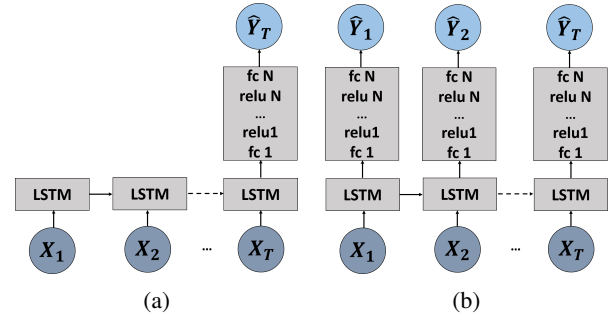 Ŷ_T Ŷ_1 Ŷ_2 Ŷ_T
fc N fc N fc N fc N
relu N relu N relu N relu N
... ... ... ...
relu1 relu1 relu1 relu1
fc 1 fc 1 fc 1 fc 1
LSTM LSTM LSTM LSTM LSTM LSTM
X_1 X_2 ... X_T X_1 X_2 ... X_T
(a) (b)